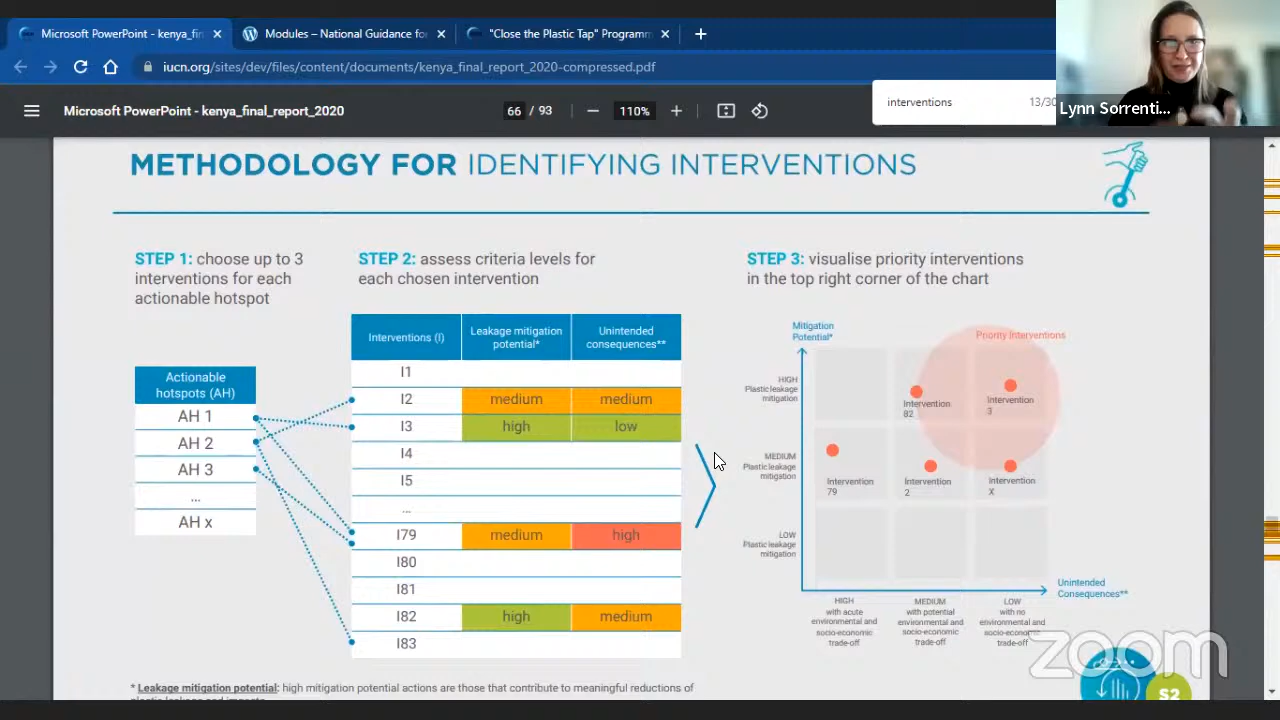 Microsoft PowerPoint - kenya_fin
Modules – National Guidance for
"Close the Plastic Tap" Programm
iucn.org/sites/dev/files/content/documents/kenya_final_report_2020-compressed.pdf
Microsoft PowerPoint - kenya_final_report_2020
66 / 93
110%
interventions
13/30
Lynn Sorrenti...
METHODOLOGY FOR IDENTIFYING INTERVENTIONS
STEP 1: choose up to 3
interventions for each
actionable hotspot
Actionable
hotspots (AH)
AH 1
AH 2
AH 3
...
AH x
STEP 2: assess criteria levels for
each chosen intervention
Interventions (I)
Leakage mitigation
potential*
Unintended
consequences**
I1
I2 medium medium
I3 high low
I4
I5
...
I79 medium high
I80
I81
I82 high medium
I83
STEP 3: visualise priority interventions
in the top right corner of the chart
Mitigation
Potential*
Priority Interventions
HIGH
Plastic leakage
mitigation
Intervention
82
Intervention
3
MEDIUM
Plastic leakage
mitigation
Intervention
79
Intervention
2
Intervention
X
LOW
Plastic leakage
mitigation
Unintended
Consequences**
HIGH
with acute
environmental and
socio-economic
trade-off
MEDIUM
with potential
environmental and
socio-economic
trade-off
LOW
with no
environmental and
socio-economic
trade-off
* Leakage mitigation potential: high mitigation potential actions are those that contribute to meaningful reductions of
plastic leakage and impacts
zoom
S2